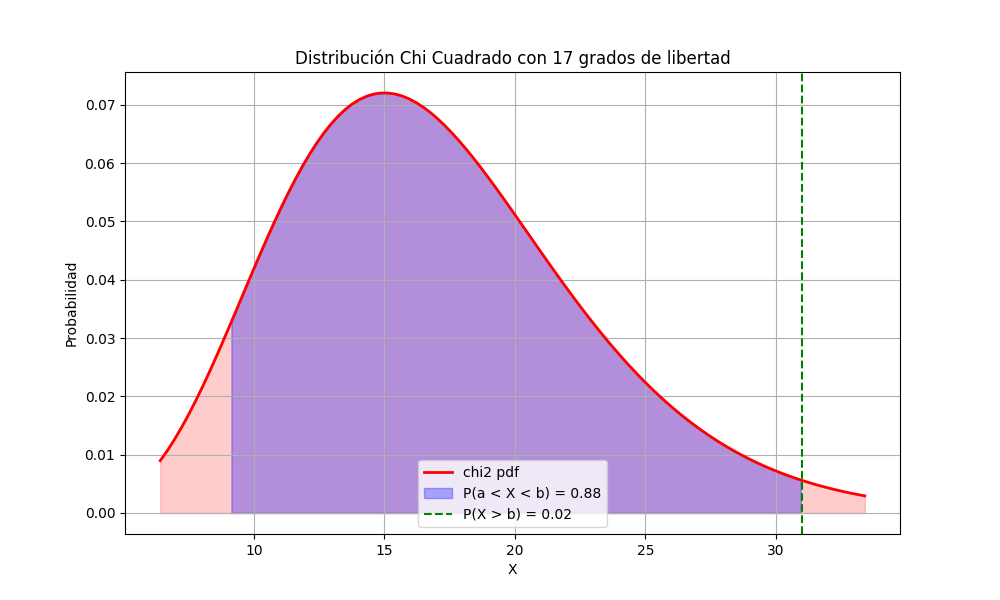 Distribución Chi Cuadrado con 17 grados de libertad
Probabilidad
0.07
0.06
0.05
0.04
0.03
0.02
0.01
0.00
chi2 pdf
P(a < X < b) = 0.88
P(X > b) = 0.02
10
15
20
25
30
X